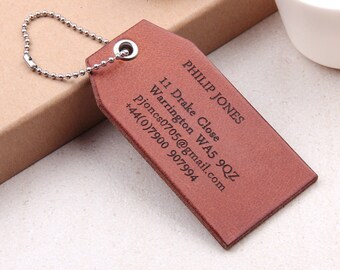 PHILIP JONES
11 Drake Close
Warrington WA5 9QZ
pjones0705@gmail.com
+44(0)7900 907994